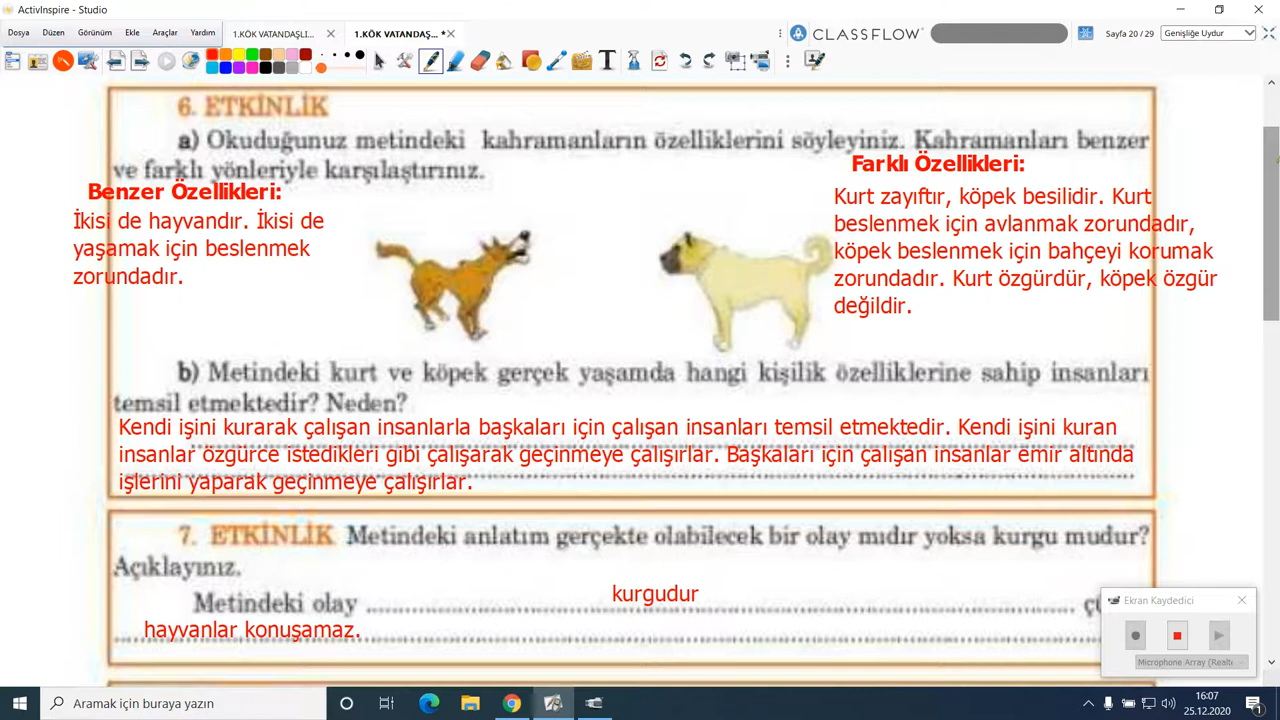 ActivInspire - Studio
Dosya Düzen Görünüm Ekle Araçlar Yardım
1.KÖK VATANDAŞLI...
1.KÖK VATANDAŞ... *
CLASSFLOW
Sayfa 20 / 29
Genişliğe Uydur
6. ETKİNLİK
a) Okuduğunuz metindeki kahramanların özelliklerini söyleyiniz. Kahramanları benzer
ve farklı yönleriyle karşılaştırınız.
Benzer Özellikleri:
İkisi de hayvandır. İkisi de
yaşamak için beslenmek
zorundadır.
Farklı Özellikleri:
Kurt zayıftır, köpek besilidir. Kurt
beslenmek için avlanmak zorundadır,
köpek beslenmek için bahçeyi korumak
zorundadır. Kurt özgürdür, köpek özgür
değildir.
b) Metindeki kurt ve köpek gerçek yaşamda hangi kişilik özelliklerine sahip insanları
temsil etmektedir? Neden?
Kendi işini kurarak çalışan insanlarla başkaları için çalışan insanları temsil etmektedir. Kendi işini kuran
insanlar özgürce istedikleri gibi çalışarak geçinmeye çalışırlar. Başkaları için çalışan insanlar emir altında
işlerini yaparak geçinmeye çalışırlar.
7. ETKİNLİK Metindeki anlatım gerçekte olabilecek bir olay mıdır yoksa kurgu mudur?
Açıklayınız.
Metindeki olay kurgudur
hayvanlar konuşamaz.
Ekran Kaydedici
Microphone Array (Realte
Aramak için buraya yazın
16:07
25.12.2020